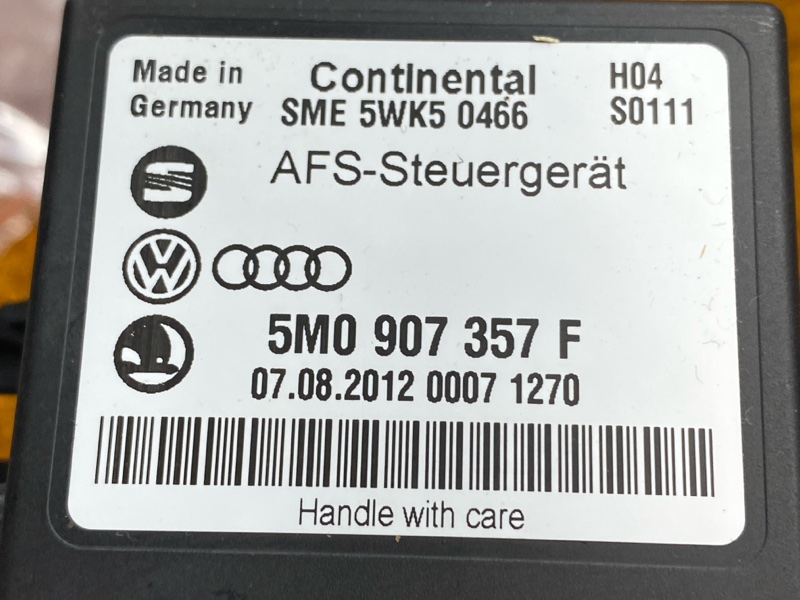 Made in Germany
Continental
SME 5WK5 0466
H04
S0111
AFS-Steuergerät
5M0 907 357 F
07.08.2012 0007 1270
Handle with care